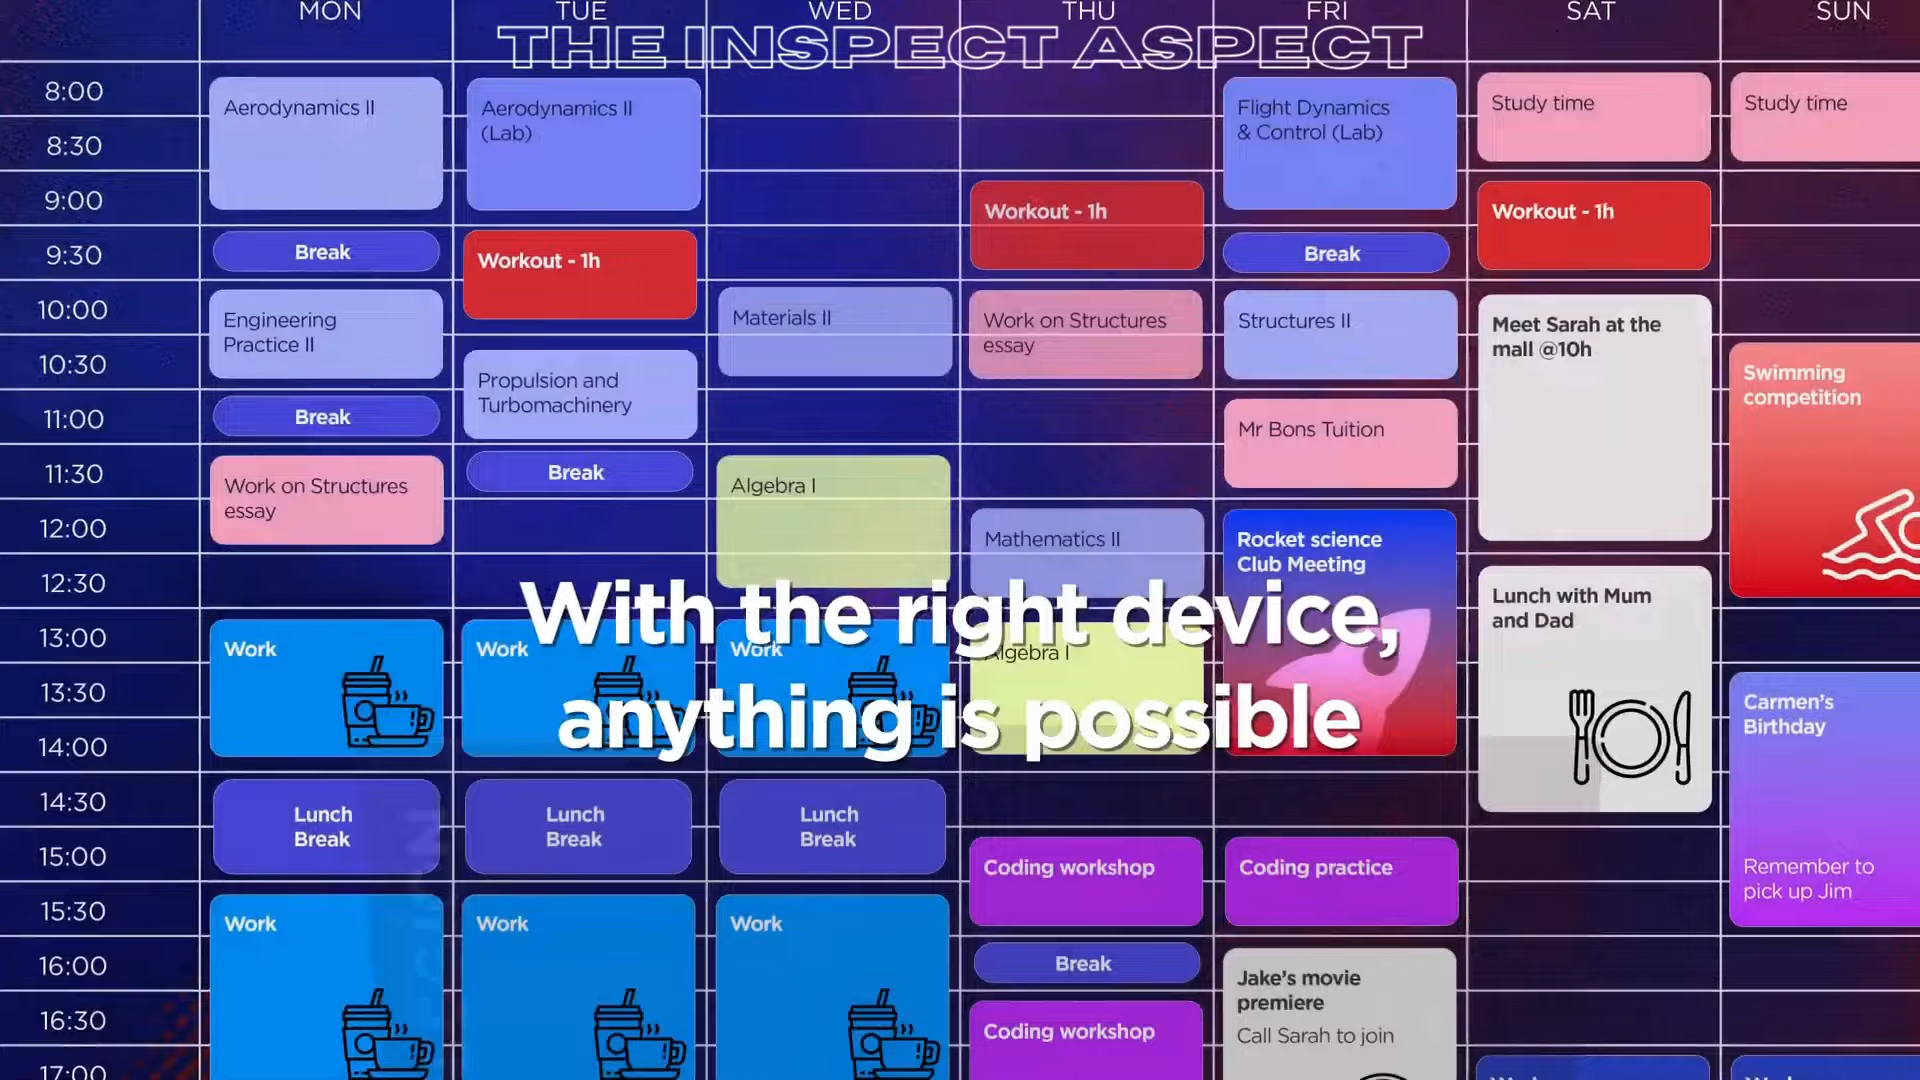 MON TUE WED THU FRI SAT SUN
THE INSPECT ASPECT
8:00
8:30
9:00
9:30
10:00
10:30
11:00
11:30
12:00
12:30
13:00
13:30
14:00
14:30
15:00
15:30
16:00
16:30
17:00
Aerodynamics II
Break
Engineering
Practice II
Break
Work on Structures
essay
Work
Lunch
Break
Work
Aerodynamics II
(Lab)
Workout - 1h
Propulsion and
Turbomachinery
Break
Work
Lunch
Break
Work
Materials II
Algebra I
Work
Lunch
Break
Work
Workout - 1h
Work on Structures
essay
Mathematics II
Algebra I
Coding workshop
Break
Coding workshop
Flight Dynamics
& Control (Lab)
Break
Structures II
Mr Bons Tuition
Rocket science
Club Meeting
Coding practice
Jake's movie
premiere
Call Sarah to join
Study time
Workout - 1h
Meet Sarah at the
mall @10h
Lunch with Mum
and Dad
Study time
Swimming
competition
Carmen's
Birthday
Remember to
pick up Jim
With the right device,
anything is possible